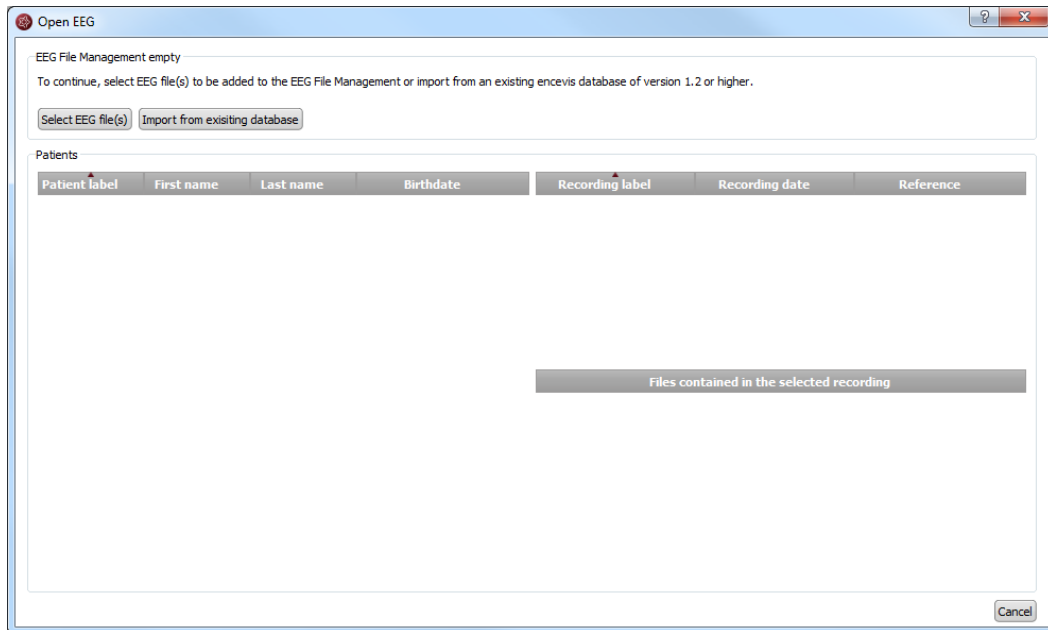 Open EEG
EEG File Management empty
To continue, select EEG file(s) to be added to the EEG File Management or import from an existing encevis database of version 1.2 or higher.
Select EEG file(s) Import from exisiting database
Patients
Patient label First name Last name Birthdate Recording label Recording date Reference
Files contained in the selected recording
Cancel